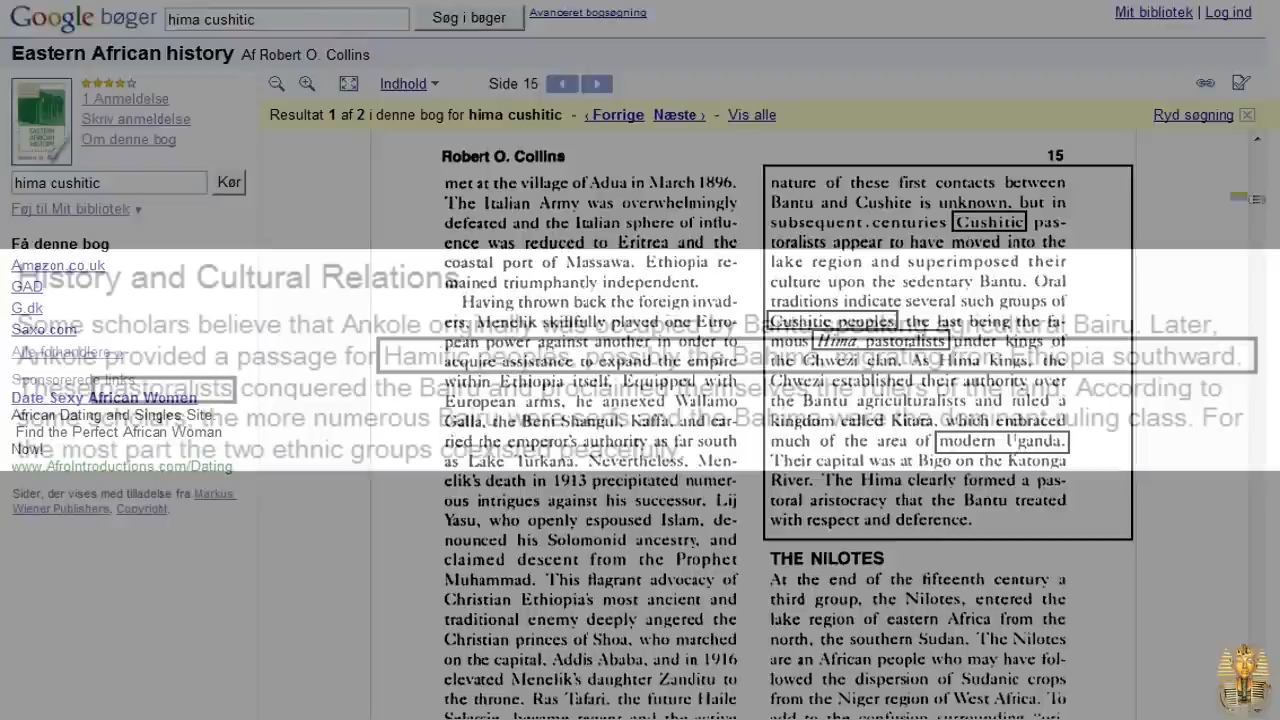 Google bøger
hima cushitic
Søg i bøger
Avanceret bogsøgning
Mit bibliotek | Log ind
Eastern African history Af Robert O. Collins
1 Anmeldelse
Skriv anmeldelse
Om denne bog
hima cushitic
Kør
Føj til Mit bibliotek
Få denne bog
Amazon.co.uk
GAD
G.dk
Saxo.com
Alle forhandlere »
Sponsorerede links
Date Sexy African Women
African Dating and Singles Site.
Find the Perfect African Woman
Now!
www.AfroIntroductions.com/Dating
Sider, der vises med tilladelse fra Markus
Wiener Publishers. Copyright.
Indhold
Side 15
Resultat 1 af 2 i denne bog for hima cushitic - ‹ Forrige Næste › - Vis alle
Ryd søgning
Robert O. Collins
15
met at the village of Adua in March 1896.
The Italian Army was overwhelmingly
defeated and the Italian sphere of influ-
ence was reduced to Eritrea and the
coastal port of Massawa. Ethiopia re-
mained triumphantly independent.
Having thrown back the foreign invad-
ers, Menelik skillfully played one Euro-
pean power against another in order to
acquire assistance to expand the empire
within Ethiopia itself. Equipped with
European arms, he annexed Wallamo
Galla, the Beni Shangul, Kaffa, and car-
ried the emperor's authority as far south
as Lake Turkana. Nevertheless, Men-
elik's death in 1913 precipitated numer-
ous intrigues against his successor, Lij
Yasu, who openly espoused Islam, de-
nounced his Solomonid ancestry, and
claimed descent from the Prophet
Muhammad. This flagrant advocacy of
Christian Ethiopia's most ancient and
traditional enemy deeply angered the
Christian princes of Shoa, who marched
on the capital, Addis Ababa, and in 1916
elevated Menelik's daughter Zanditu to
the throne. Ras Tafari, the future Haile
nature of these first contacts between
Bantu and Cushite is unknown, but in
subsequent centuries Cushitic pas-
toralists appear to have moved into the
lake region and superimposed their
culture upon the sedentary Bantu. Oral
traditions indicate several such groups of
Cushitic peoples, the last being the fa-
mous Hima pastoralists under kings of
the Chwezi clan. As Hima kings, the
Chwezi established their authority over
the Bantu agriculturalists and ruled a
kingdom called Kitara, which embraced
much of the area of modern Uganda.
Their capital was at Bigo on the Katonga
River. The Hima clearly formed a pas-
toral aristocracy that the Bantu treated
with respect and deference.
THE NILOTES
At the end of the fifteenth century a
third group, the Nilotes, entered the
lake region of eastern Africa from the
north, the southern Sudan. The Nilotes
are an African people who may have fol-
lowed the dispersion of Sudanic crops
from the Niger region of West Africa. To
History and Cultural Relations
Some scholars believe that Ankole originally was occupied by Bantu-speaking agricultural Bairu. Later,
Ankole provided a passage for Hamitic people, possibly the Bahima, migrating from Ethiopia southward.
These pastoralists conquered the Bairu and proclaimed themselves the rulers of the land. According to
some scholars, the more numerous Bairu were serfs and the Bahima were the dominant ruling class. For
the most part the two ethnic groups coexisted peacefully.